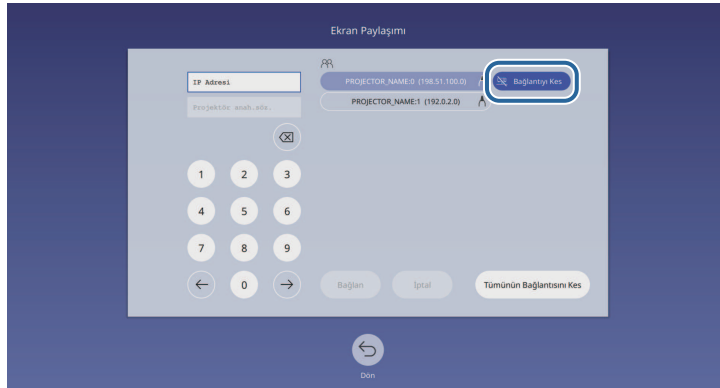 Ekran Paylaşımı
IP Adresi
Projektör anah.söz.
PROJECTOR_NAME:0 (198.51.100.0)
Bağlantıyı Kes
PROJECTOR_NAME:1 (192.0.2.0)
1 2 3
4 5 6
7 8 9
0
Bağlan İptal Tümünün Bağlantısını Kes
Dön